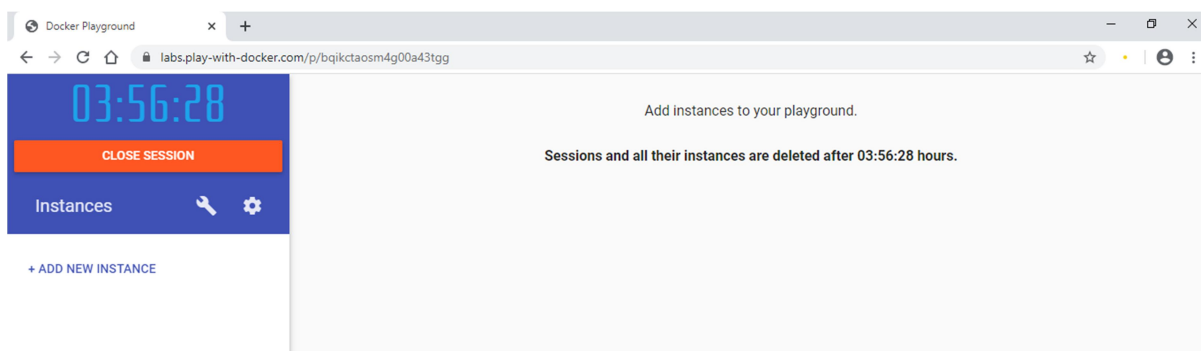 Docker Playground
labs.play-with-docker.com/p/bqikctaosm4g00a43tgg
03:56:28
CLOSE SESSION
Instances
+ ADD NEW INSTANCE
Add instances to your playground.
Sessions and all their instances are deleted after 03:56:28 hours.